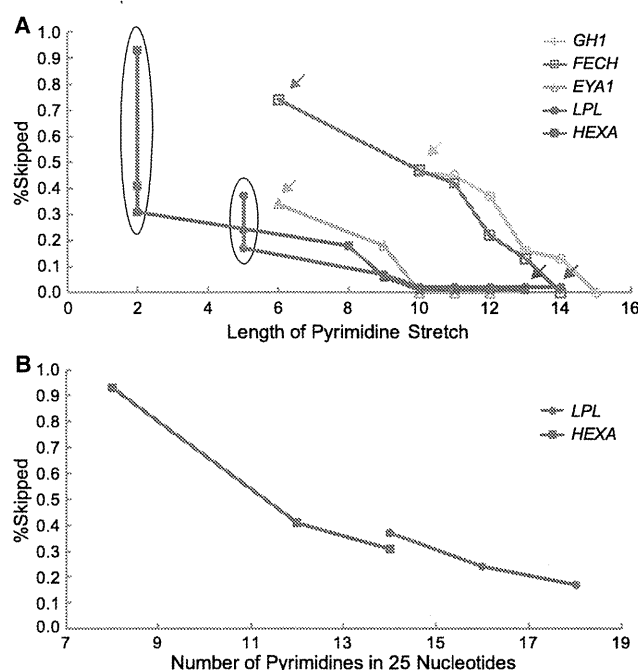 A
%Skipped
1.0
0.9
0.8
0.7
0.6
0.5
0.4
0.3
0.2
0.1
0.0
0 2 4 6 8 10 12 14 16
Length of Pyrimidine Stretch
GH1
FECH
EYA1
LPL
HEXA
B
%Skipped
1.0
0.9
0.8
0.7
0.6
0.5
0.4
0.3
0.2
0.1
0.0
7 9 11 13 15 17 19
Number of Pyrimidines in 25 Nucleotides
LPL
HEXA